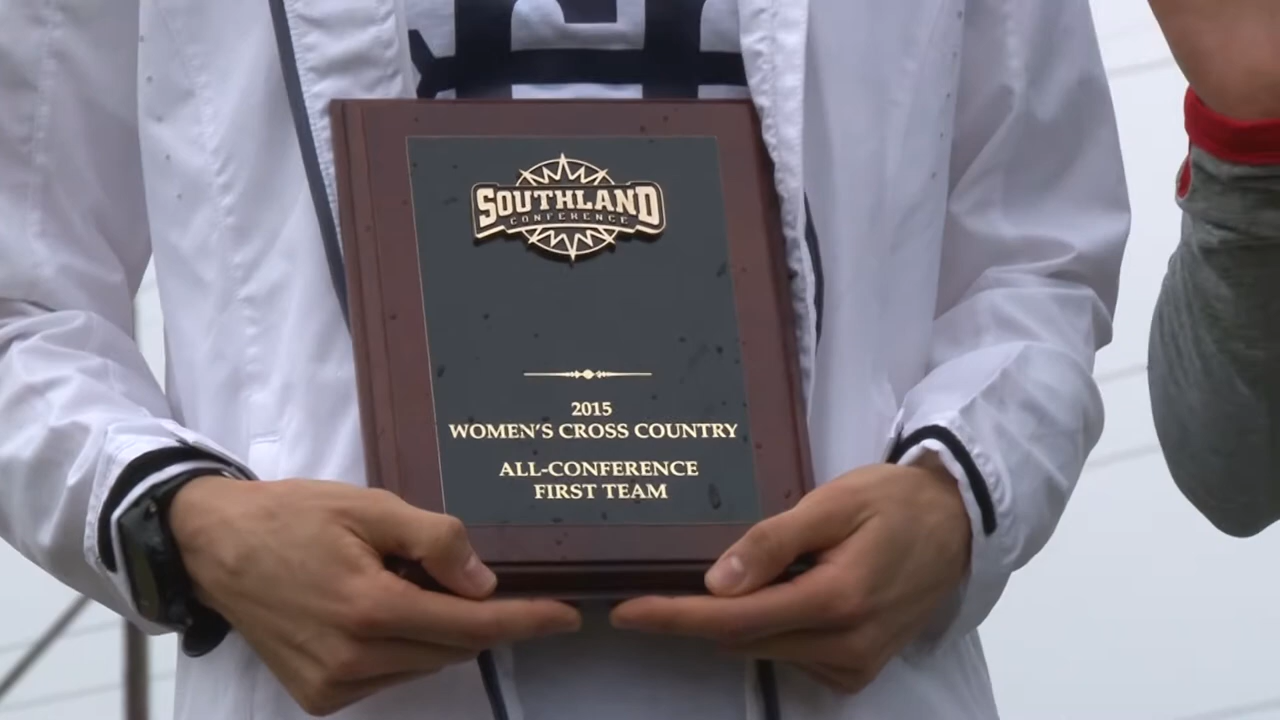 SOUTHLAND
CONFERENCE
2015
WOMEN'S CROSS COUNTRY
ALL-CONFERENCE
FIRST TEAM